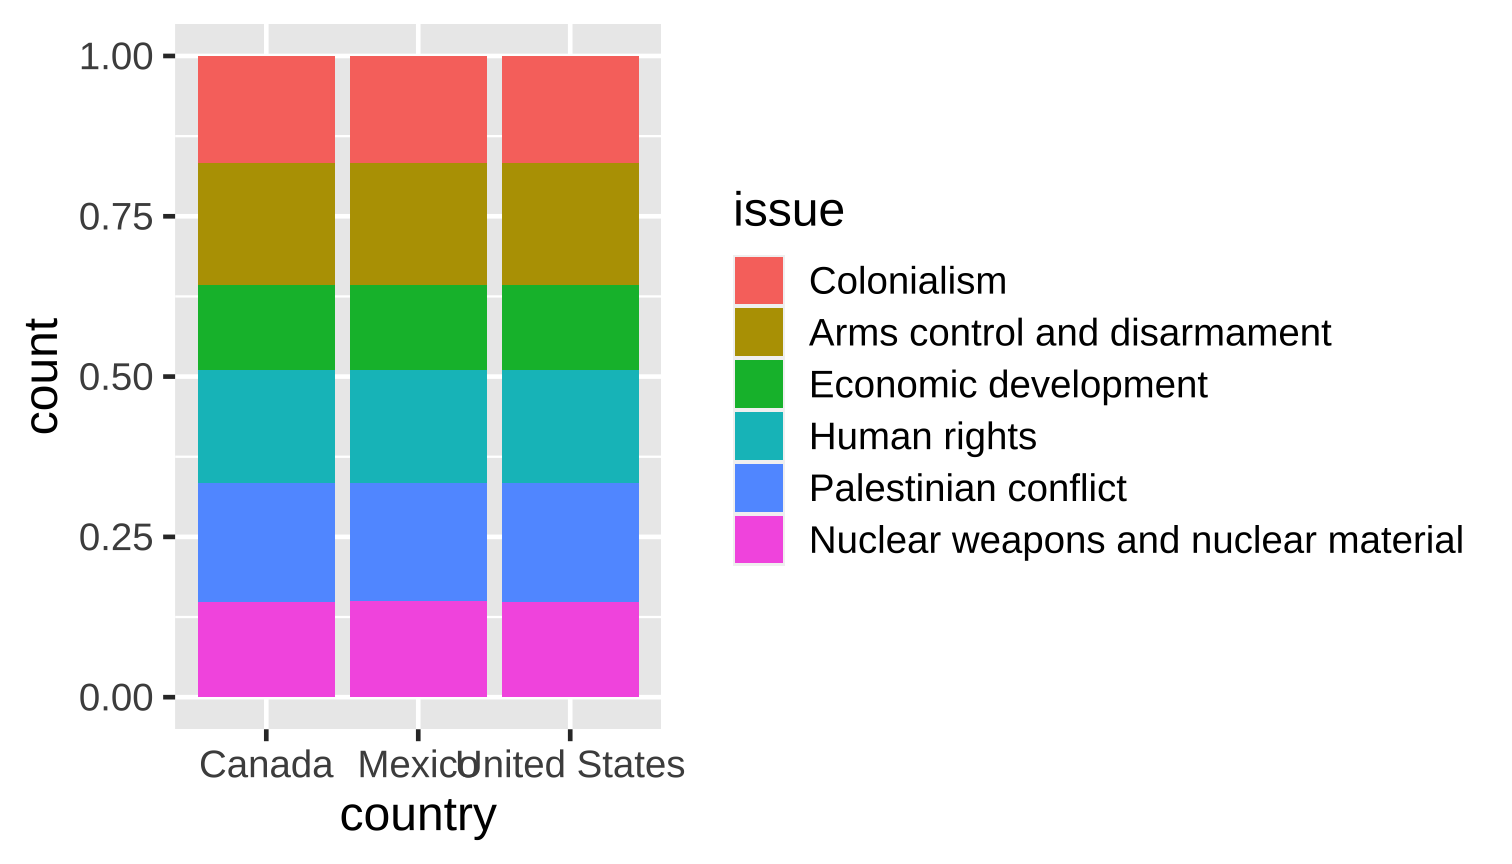 1.00
0.75
0.50
0.25
0.00
count
Canada
Mexico
United States
country
issue
Colonialism
Arms control and disarmament
Economic development
Human rights
Palestinian conflict
Nuclear weapons and nuclear material